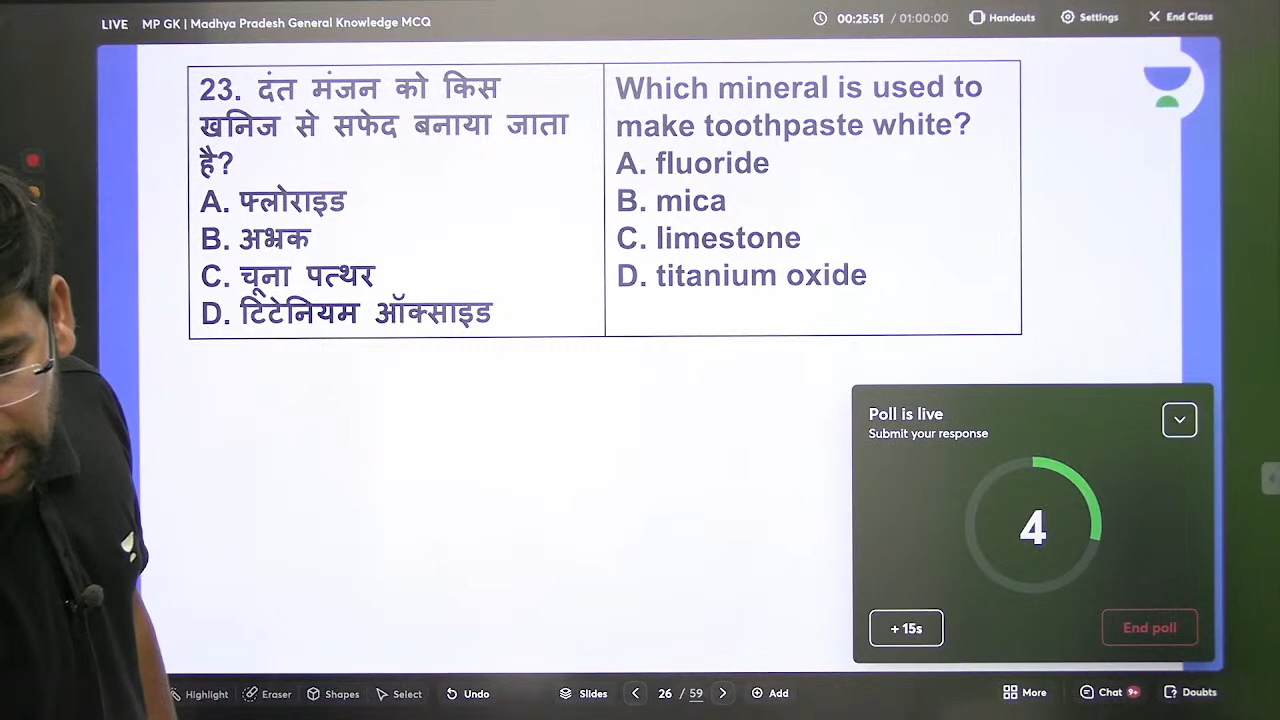 LIVE MP GK | Madhya Pradesh General Knowledge MCQ
00:25:51 / 01:00:00
Handouts
Settings
End Class
23. दंत मंजन को किस
खनिज से सफेद बनाया जाता
है?
A. फ्लोराइड
B. अभ्रक
C. चूना पत्थर
D. टिटेनियम ऑक्साइड
Which mineral is used to
make toothpaste white?
A. fluoride
B. mica
C. limestone
D. titanium oxide
Poll is live
Submit your response
4
+ 15s
End poll
Highlight
Eraser
Shapes
Select
Undo
Slides
26 / 59
Add
More
Chat 9+
Doubts